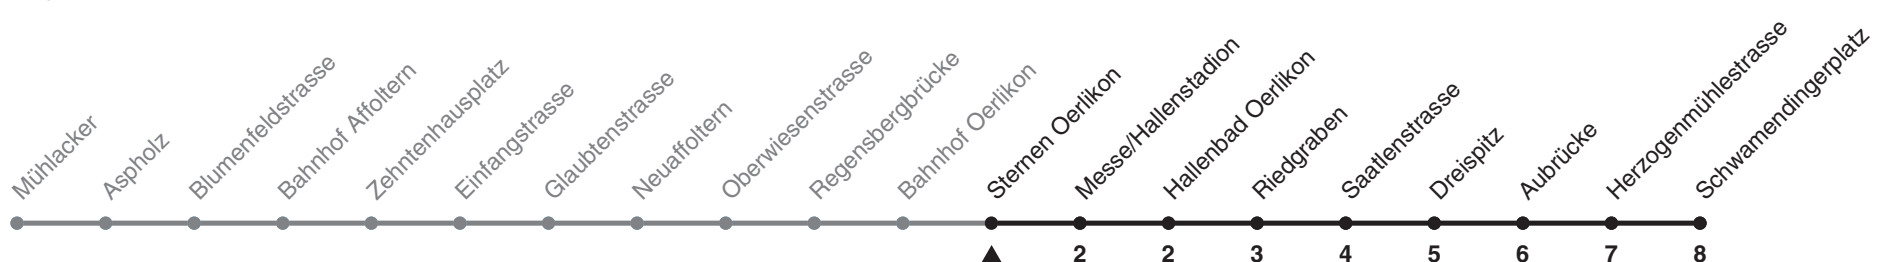 Mühlacker
Aspholz
Blumenfeldstrasse
Bahnhof Affoltern
Zehntenhausplatz
Einfangstrasse
Glaubtenstrasse
Neuaffoltern
Oberwiesenstrasse
Regensbergbrücke
Bahnhof Oerlikon
Sternen Oerlikon
Messe/Hallenstadion
Hallenbad Oerlikon
Riedgraben
Saatlenstrasse
Dreispitz
Aubrücke
Herzogenmühlestrasse
Schwamendingerplatz
2 2 3 4 5 6 7 8